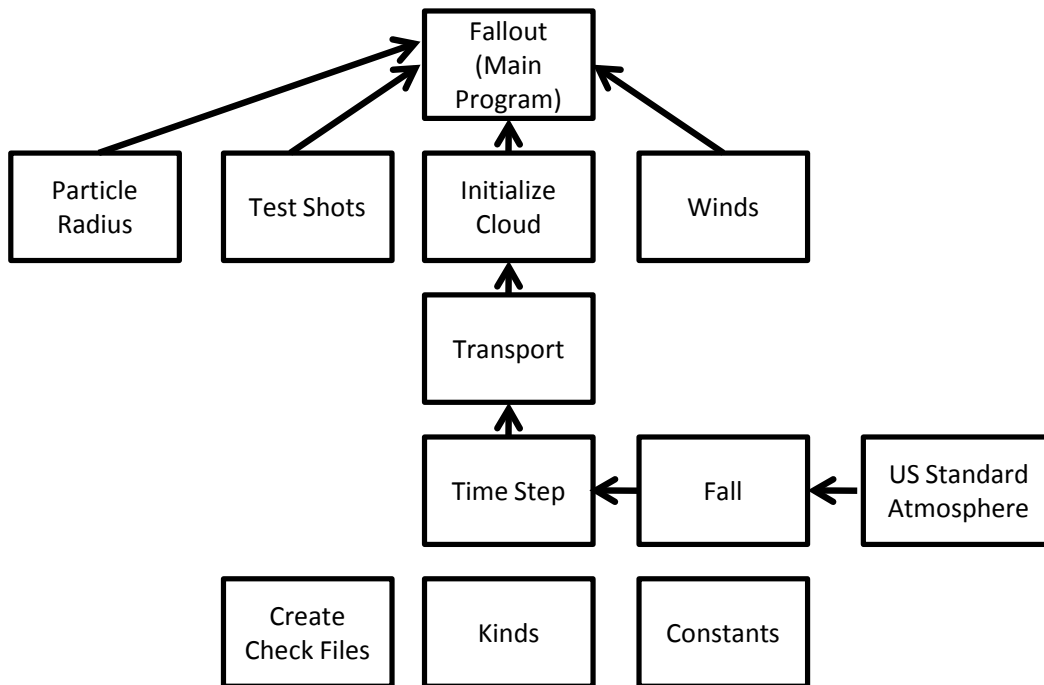 Fallout
(Main
Program)
Particle
Radius
Test Shots
Initialize
Cloud
Winds
Transport
Time Step
Fall
US Standard
Atmosphere
Create
Check Files
Kinds
Constants